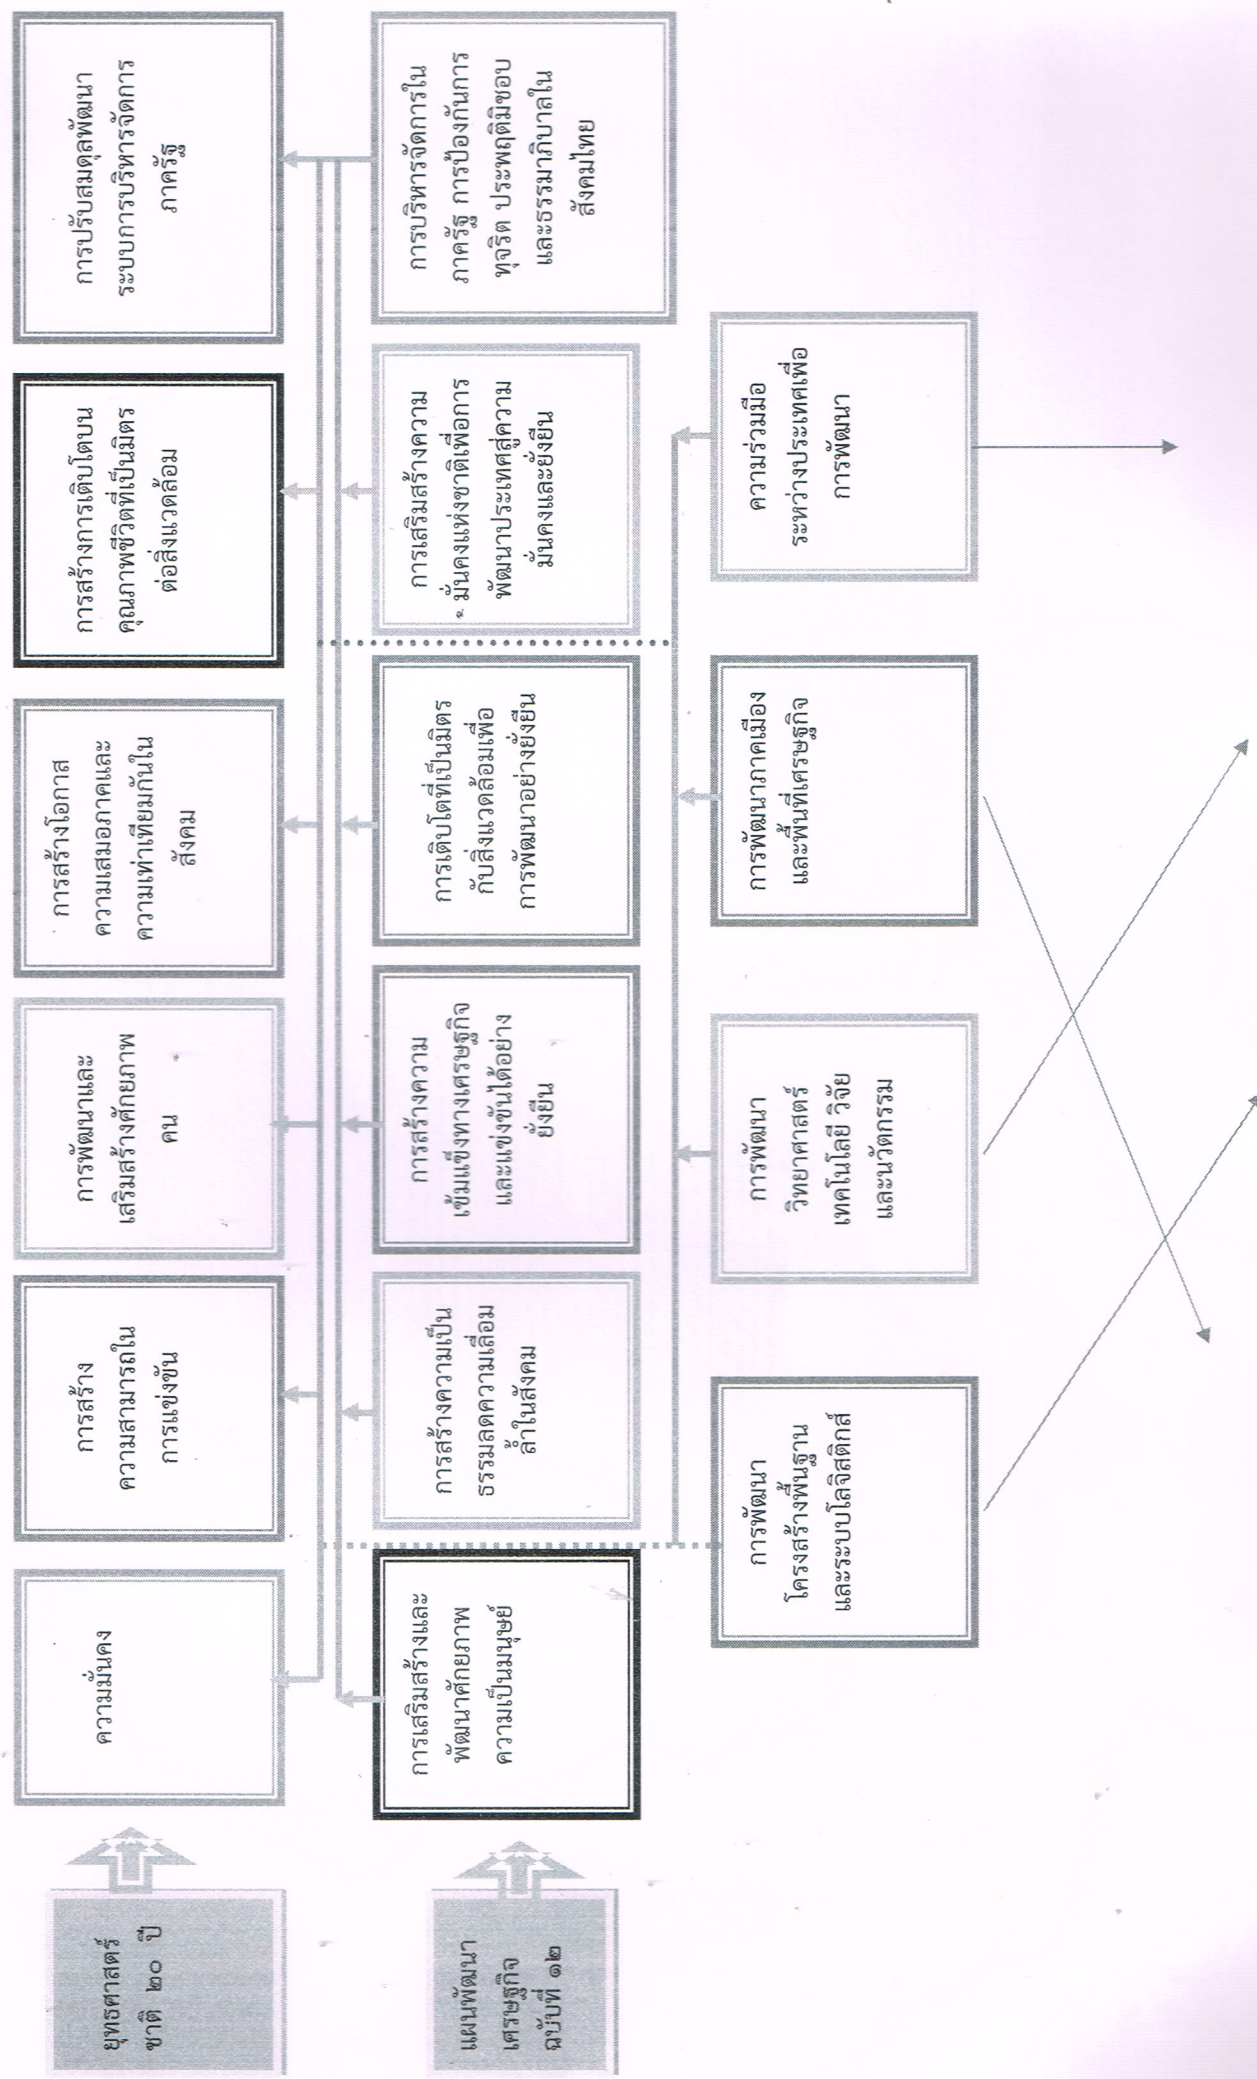 ยุทธศาสตร์
ชาติ ๒๐ ปี
ความมั่นคง
การสร้าง
ความสามารถใน
การแข่งขัน
การพัฒนาและ
เสริมสร้างศักยภาพ
คน
การสร้างโอกาส
ความเสมอภาคและ
ความเท่าเทียมกันใน
สังคม
การสร้างการเติบโตบน
คุณภาพชีวิตที่เป็นมิตร
ต่อสิ่งแวดล้อม
การปรับสมดุลพัฒนา
ระบบการบริหารจัดการ
ภาครัฐ
แผนพัฒนา
เศรษฐกิจ
ฉบับที่ ๑๒
การเสริมสร้างและ
พัฒนาศักยภาพ
ความเป็นมนุษย์
การสร้างความเป็น
ธรรมลดความเลื่อม
ล้ำในสังคม
การสร้างความ
เข้มแข็งทางเศรษฐกิจ
และแข่งขันได้อย่าง
ยั่งยืน
การเติบโตที่เป็นมิตร
กับสิ่งแวดล้อมเพื่อ
การพัฒนาอย่างยั่งยืน
การเสริมสร้างความ
มั่นคงแห่งชาติเพื่อการ
พัฒนาประเทศสู่ความ
มั่นคงและยั่งยืน
การบริหารจัดการใน
ภาครัฐ การป้องกันการ
ทุจริต ประพฤติมิชอบ
และธรรมาภิบาลใน
สังคมไทย
การพัฒนา
โครงสร้างพื้นฐาน
และระบบโลจิสติกส์
การพัฒนา
วิทยาศาสตร์
เทคโนโลยี วิจัย
และนวัตกรรม
การพัฒนาภาคเมือง
และพื้นที่เศรษฐกิจ
ความร่วมมือ
ระหว่างประเทศเพื่อ
การพัฒนา